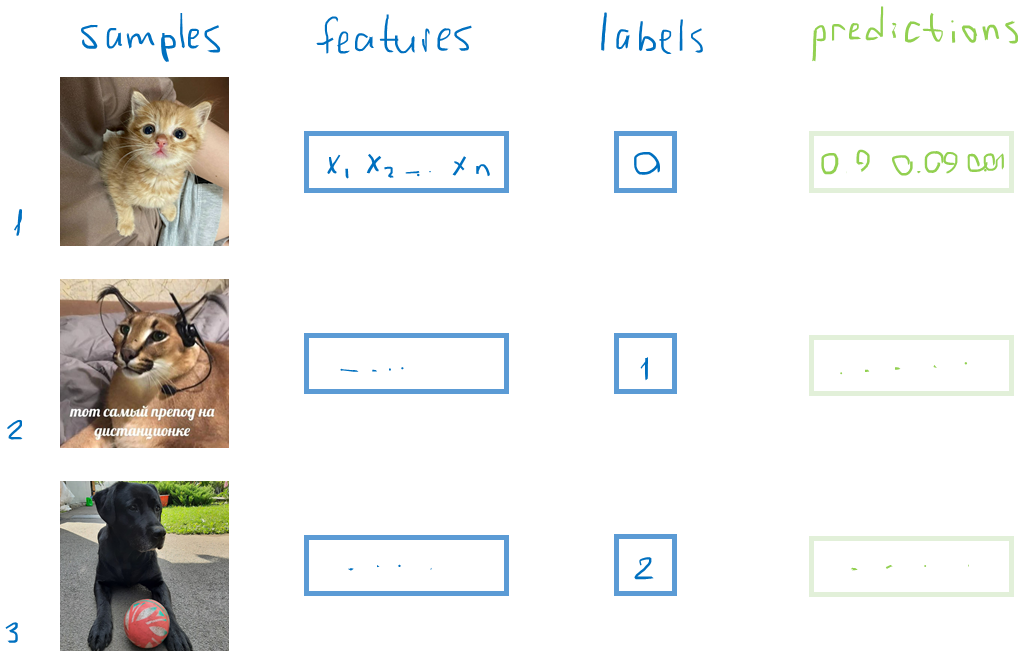 samples features labels predictions
1 x₁ x₂ ... xn 0 0 9 0.09 0.01
2 тот самый препод на
дистанционке
1
3 2